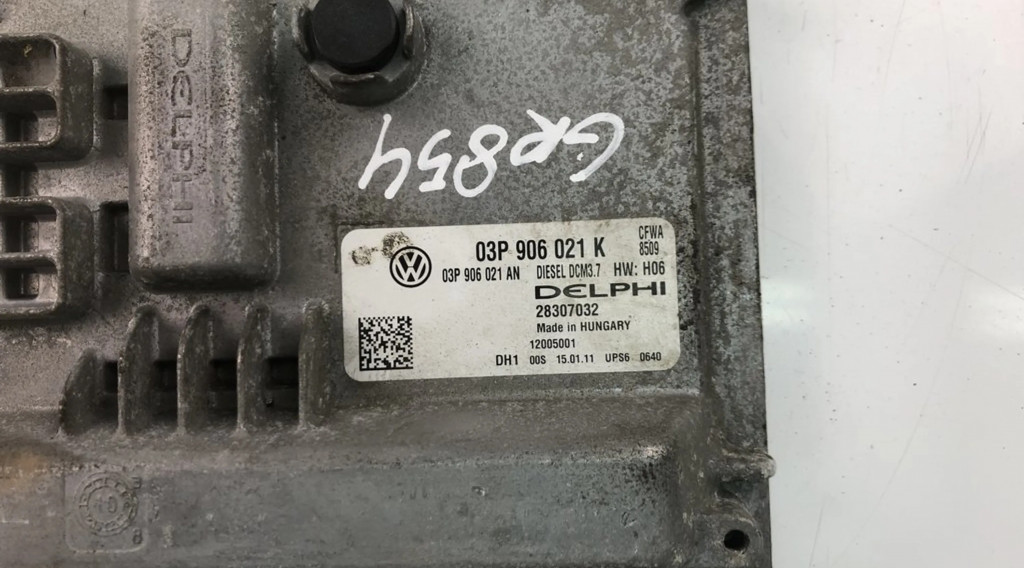 DELPHI
GR854
03P 906 021 K
CFWA
8509
03P 906 021 AN DIESEL DCM3.7 HW: H06
DELPHI
28307032
Made in HUNGARY
12005001
DH1 00S 15.01.11 UPS6 0640